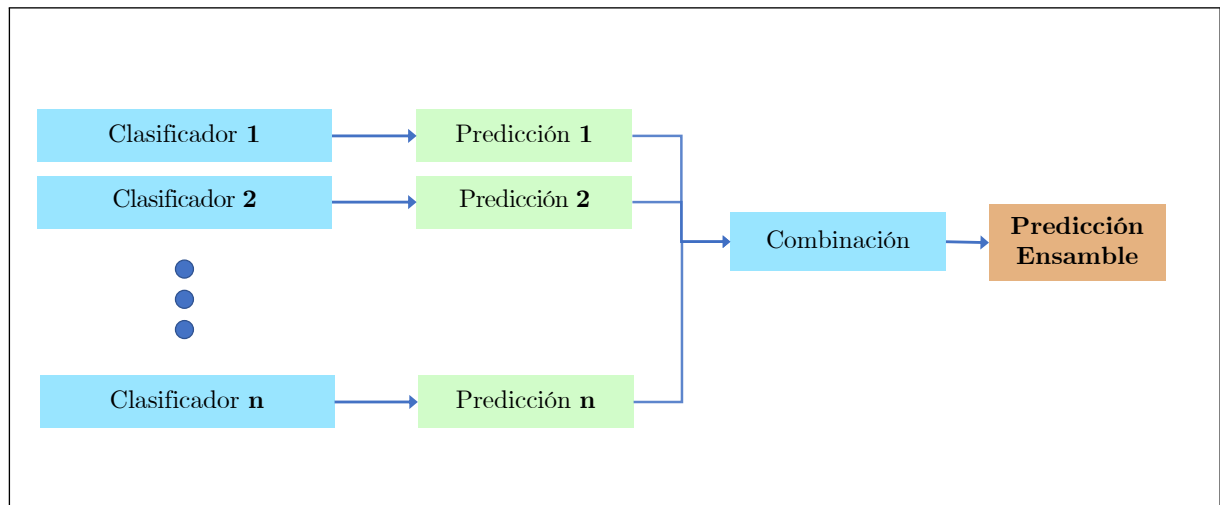 Clasificador 1
Predicción 1
Clasificador 2
Predicción 2
Combinación
Predicción
Ensamble
Clasificador n
Predicción n